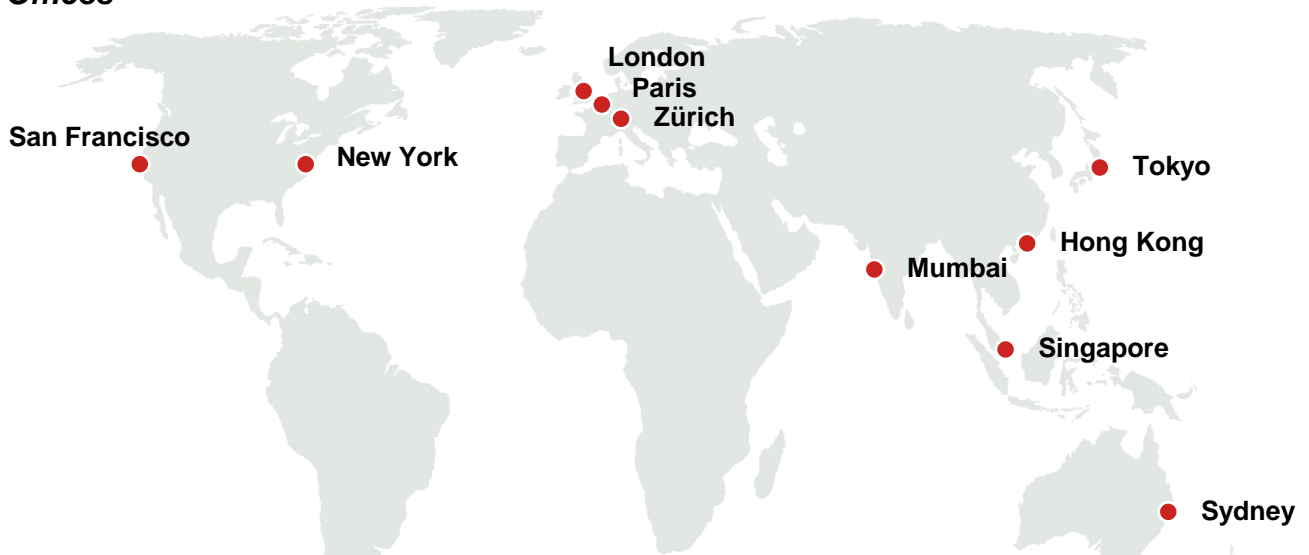 London
Paris
Zürich
San Francisco
New York
Tokyo
Hong Kong
Mumbai
Singapore
Sydney